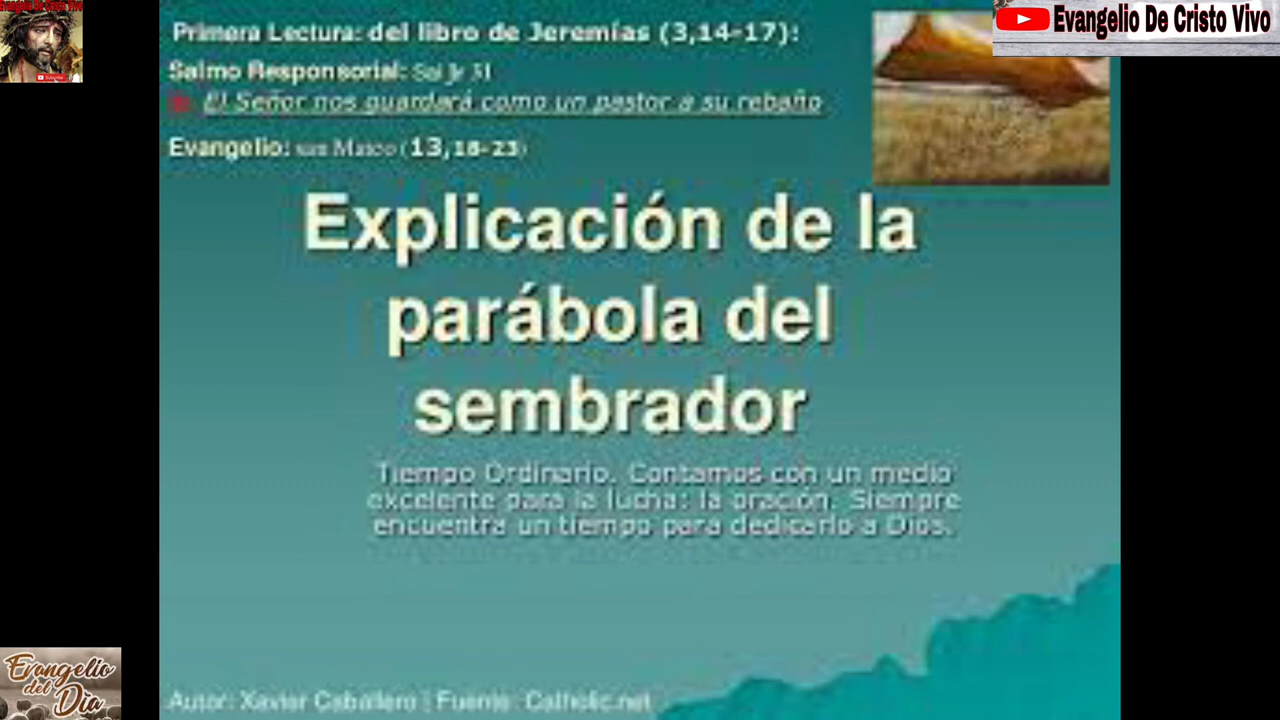 Primera Lectura: del libro de Jeremías (3,14-17):
Salmo Responsorial: Sal Jr 31
El Señor nos guardará como un pastor a su rebaño
Evangelio: san Mateo (13,18-23)
Explicación de la
parábola del
sembrador
Tiempo Ordinario. Contamos con un medio
excelente para la lucha: la oración. Siempre
encuentra un tiempo para dedicarlo a Dios.
Autor: Xavier Caballero | Fuente: Catholic.net
Evangelio De Cristo Vivo
Evangelio
del Día